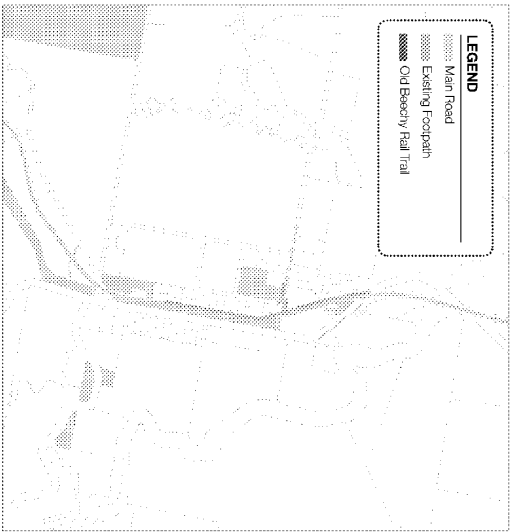 LEGEND
Main Road
Existing Footpath
Old Beechy Rail Trail